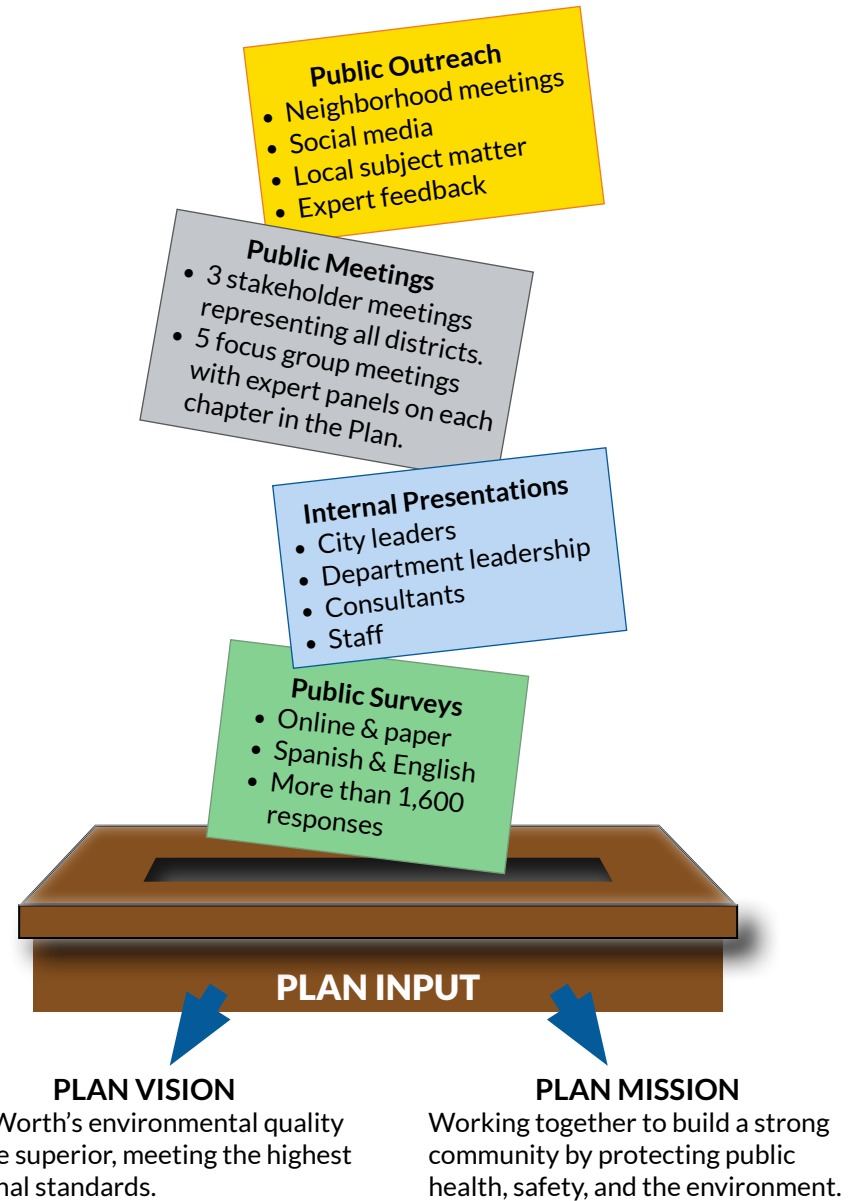 Public Outreach
• Neighborhood meetings
• Social media
• Local subject matter
• Expert feedback
Public Meetings
• 3 stakeholder meetings
representing all districts.
• 5 focus group meetings
with expert panels on each
chapter in the Plan.
Internal Presentations
• City leaders
• Department leadership
• Consultants
• Staff
Public Surveys
• Online & paper
• Spanish & English
• More than 1,600
responses
PLAN INPUT
PLAN VISION
Worth’s environmental quality
superior, meeting the highest
standards.
PLAN MISSION
Working together to build a strong
community by protecting public
health, safety, and the environment.